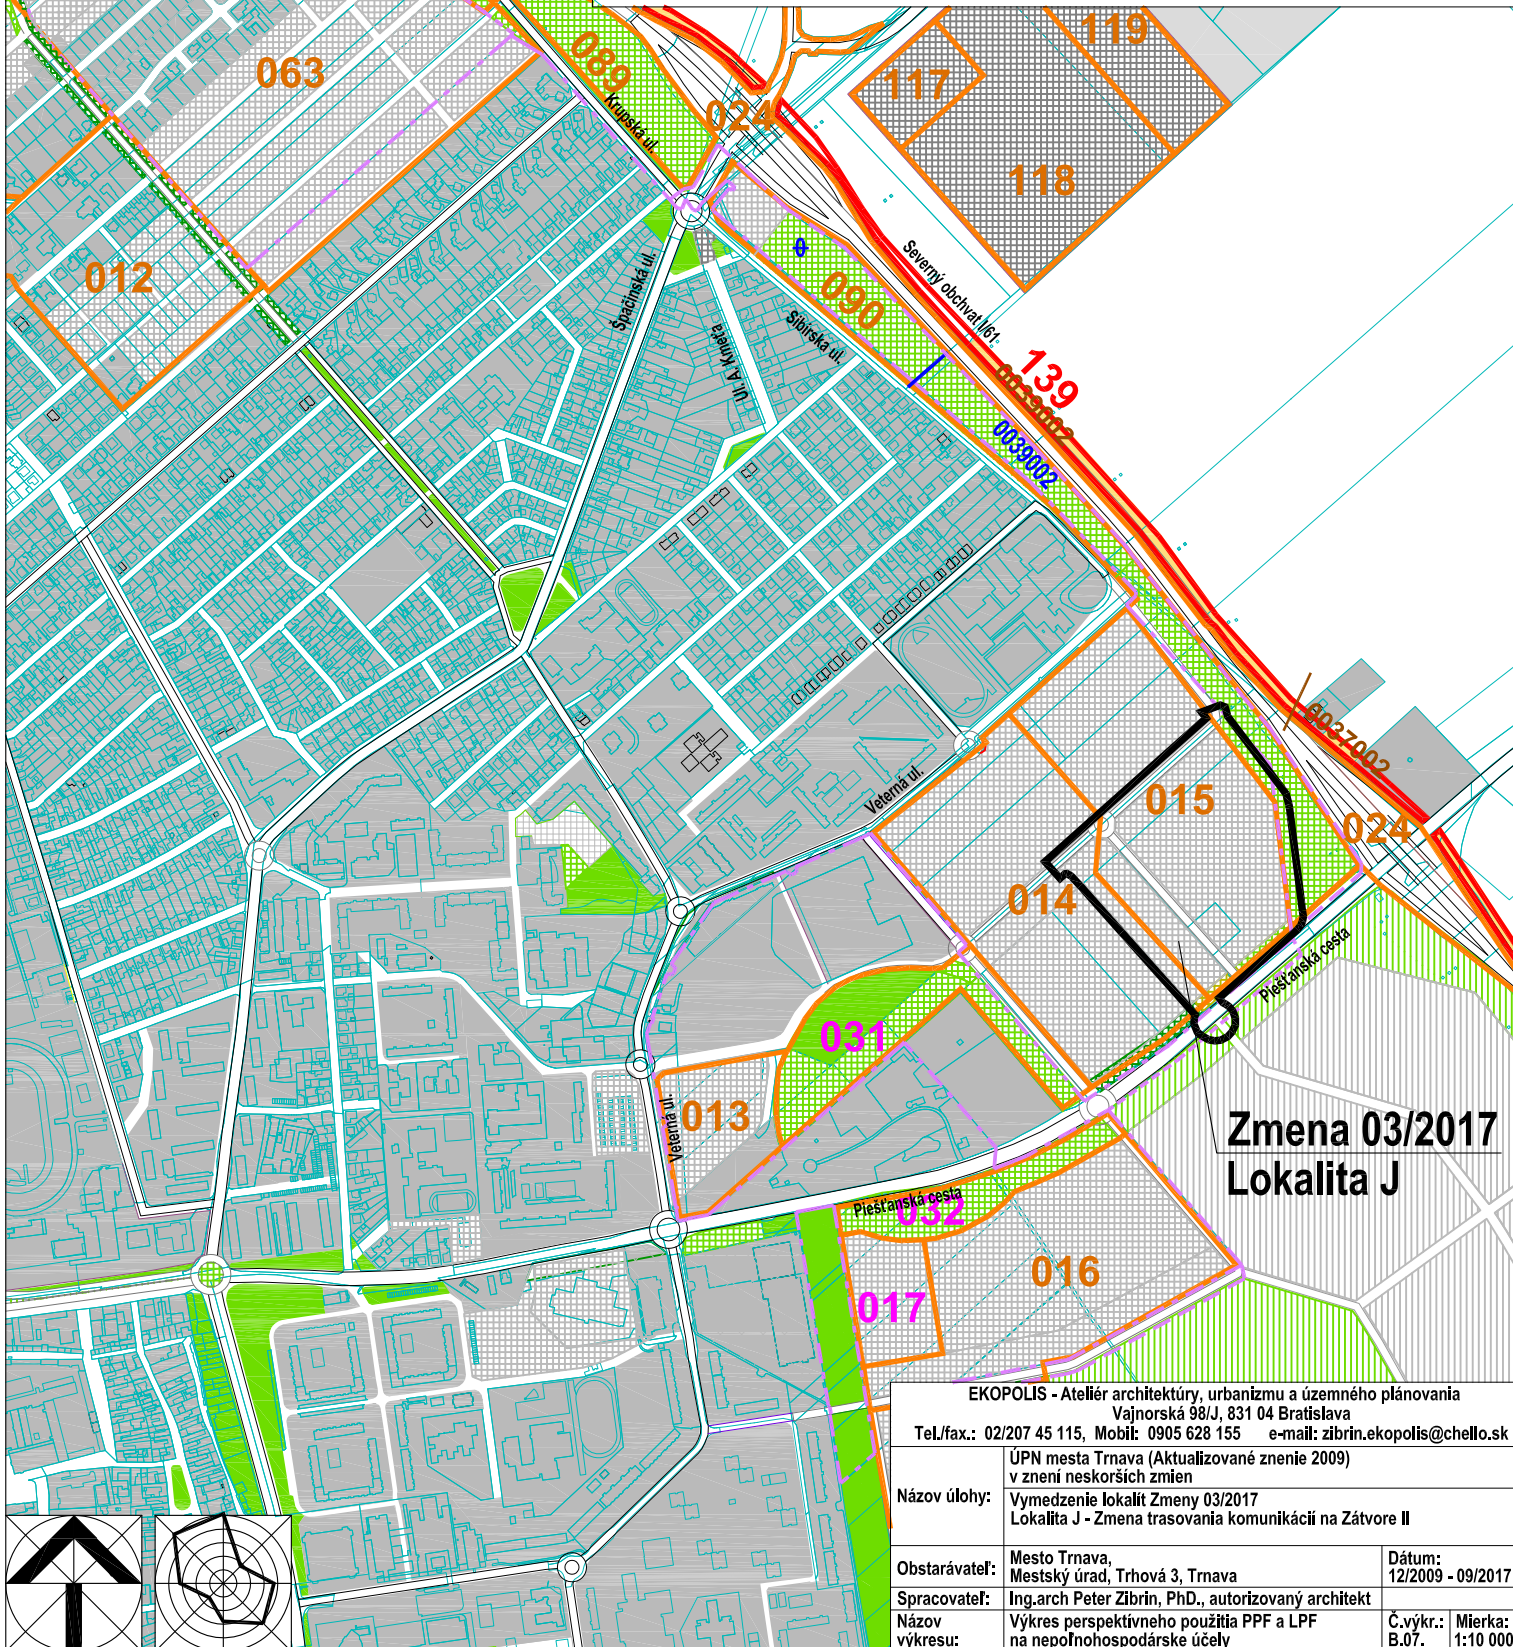 119
063
089
117
024
Krupská ul.
118
012
0
Špačinská ul.
090
Severný obchvat I/61
Sibírska ul.
Ul. A. Kmeťa
139
0039002
0039002
0037002
Veterná ul.
015
024
014
Piešťanská cesta
031
013
Veterná ul.
Zmena 03/2017
Lokalita J
Piešťanská cesta
032
016
017
EKOPOLIS - Ateliér architektúry, urbanizmu a územného plánovania
Vajnorská 98/J, 831 04 Bratislava
Tel./fax.: 02/207 45 115, Mobil: 0905 628 155 e-mail: zibrin.ekopolis@chello.sk
Názov úlohy:
ÚPN mesta Trnava (Aktualizované znenie 2009)
v znení neskorších zmien
Vymedzenie lokalít Zmeny 03/2017
Lokalita J - Zmena trasovania komunikácií na Zátvore II
Obstarávateľ:
Mesto Trnava,
Mestský úrad, Trhová 3, Trnava
Dátum:
12/2009 - 09/2017
Spracovateľ:
Ing.arch Peter Zibrin, PhD., autorizovaný architekt
Názov
výkresu:
Výkres perspektívneho použitia PPF a LPF
na nepoľnohospodárske účely
Č.výkr.:
B.07.
Mierka:
1:10 000